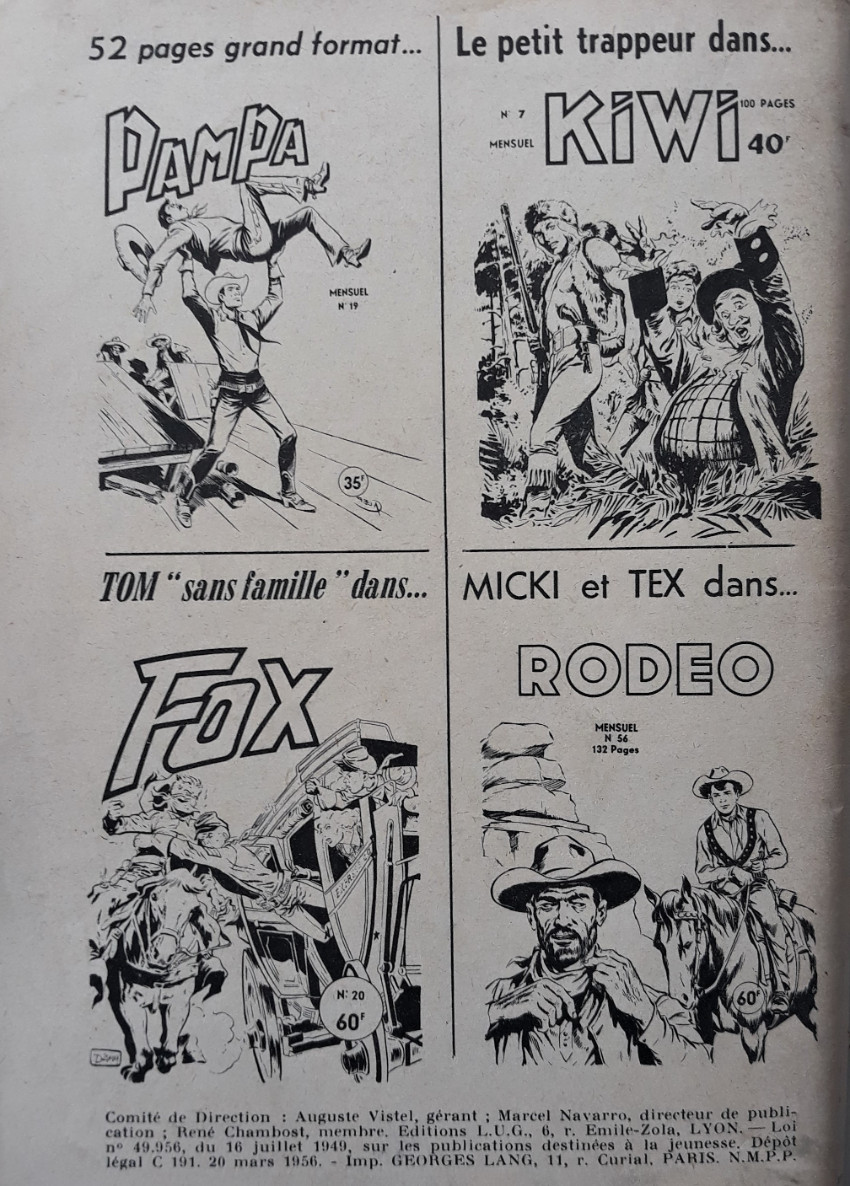 52 pages grand format...
PAMPA
MENSUEL
N° 19
35F
Le petit trappeur dans...
N° 7
MENSUEL
KiWi
100 PAGES
40F
TOM "sans famille" dans...
FOX
N: 20
60F
MICKI et TEX dans...
RODEO
MENSUEL
N 56
132 Pages
60F
Comité de Direction : Auguste Vistel, gérant ; Marcel Navarro, directeur de publi-
cation ; René Chambost, membre. Editions L.U.G., 6, r. Emile-Zola, LYON. — Loi
n° 49.956, du 16 juillet 1949, sur les publications destinées à la jeunesse. Dépôt
légal C 191. 20 mars 1956. - Imp. GEORGES LANG, 11, r. Curial, PARIS. N.M.P.P.